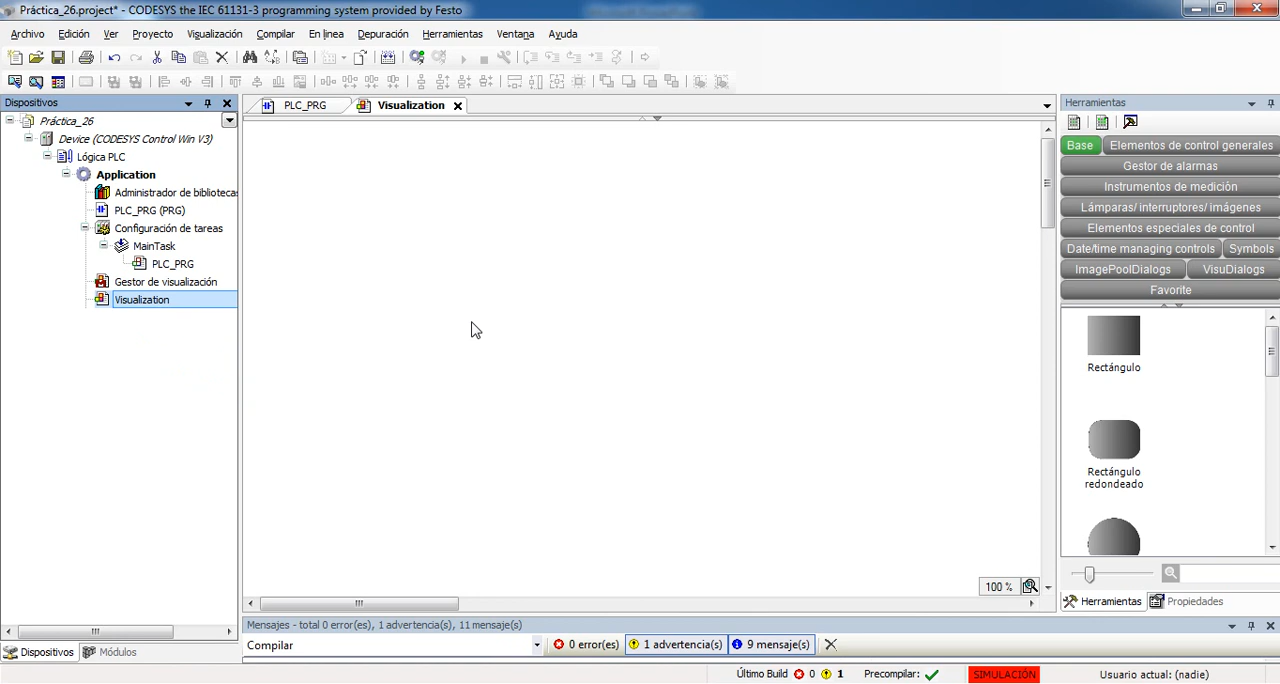 Práctica_26.project* - CODESYS the IEC 61131-3 programming system provided by Festo
Archivo Edición Ver Proyecto Visualización Compilar En línea Depuración Herramientas Ventana Ayuda
Dispositivos
Práctica_26
Device (CODESYS Control Win V3)
Lógica PLC
Application
Administrador de bibliotecas
PLC_PRG (PRG)
Configuración de tareas
MainTask
PLC_PRG
Gestor de visualización
Visualization
Dispositivos Módulos
PLC_PRG Visualization
100 %
Herramientas
Base Elementos de control generales
Gestor de alarmas
Instrumentos de medición
Lámparas/ interruptores/ imágenes
Elementos especiales de control
Date/time managing controls Symbols
ImagePoolDialogs VisuDialogs
Favorite
Rectángulo
Rectángulo
redondeado
Herramientas Propiedades
Mensajes - total 0 error(es), 1 advertencia(s), 11 mensaje(s)
Compilar 0 error(es) 1 advertencia(s) 9 mensaje(s)
Último Build 0 1 Precompilar: SIMULACIÓN Usuario actual: (nadie)